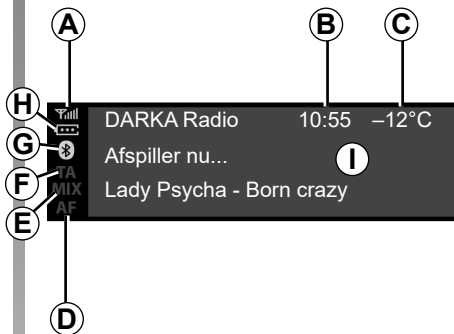 A B C
H DARKA Radio 10:55 –12°C
G Afspiller nu... I
F TA
E MIX Lady Psycha - Born crazy
AF
D